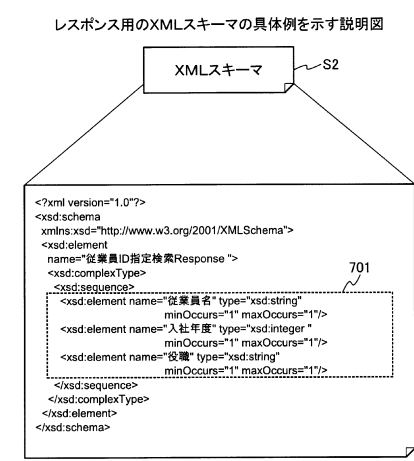 レスポンス用のXMLスキーマの具体例を示す説明図
XMLスキーマ
S2
<?xml version="1.0"?>
<xsd:schema
xmlns:xsd="http://www.w3.org/2001/XMLSchema">
<xsd:element
name="従業員ID指定検索Response ">
<xsd:complexType>
<xsd:sequence>
701
<xsd:element name="従業員名" type="xsd:string"
minOccurs="1" maxOccurs="1"/>
<xsd:element name="入社年度" type="xsd:integer "
minOccurs="1" maxOccurs="1"/>
<xsd:element name="役職" type="xsd:string"
minOccurs="1" maxOccurs="1"/>
</xsd:sequence>
</xsd:complexType>
</xsd:element>
</xsd:schema>